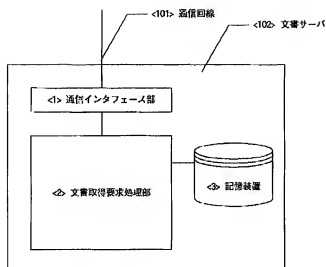 <101> 通信回線
<102> 文書サーバ
<1> 通信インタフェース部
<2> 文書取得要求処理部
<3> 記憶装置